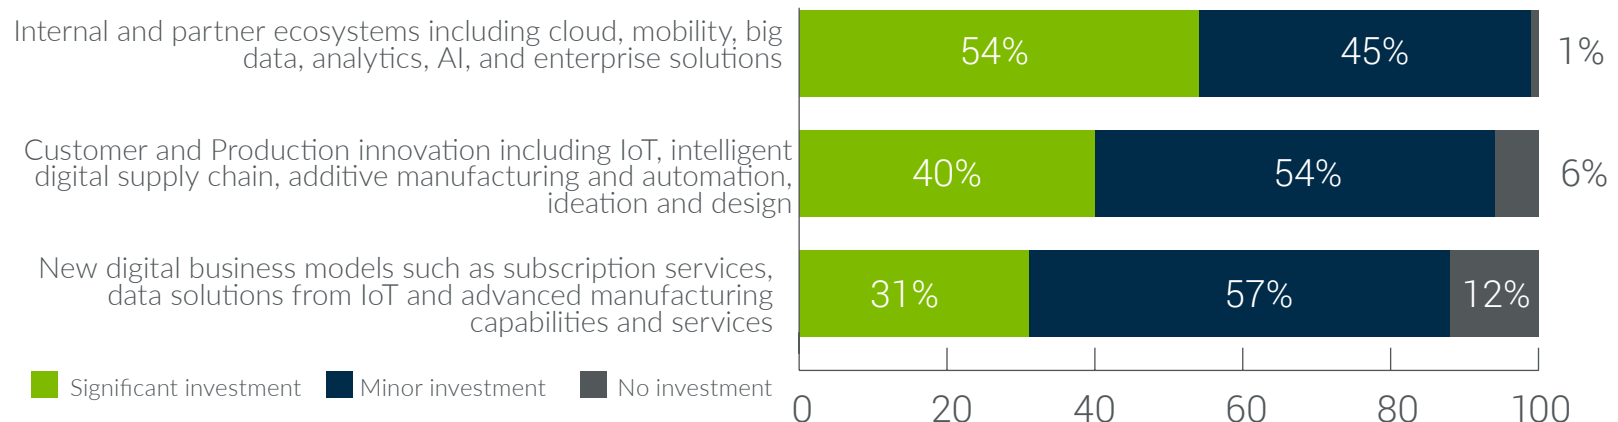 Internal and partner ecosystems including cloud, mobility, big
data, analytics, AI, and enterprise solutions
54%
45%
1%
Customer and Production innovation including IoT, intelligent
digital supply chain, additive manufacturing and automation,
ideation and design
40%
54%
6%
New digital business models such as subscription services,
data solutions from IoT and advanced manufacturing
capabilities and services
31%
57%
12%
Significant investment
Minor investment
No investment
0
20
40
60
80
100